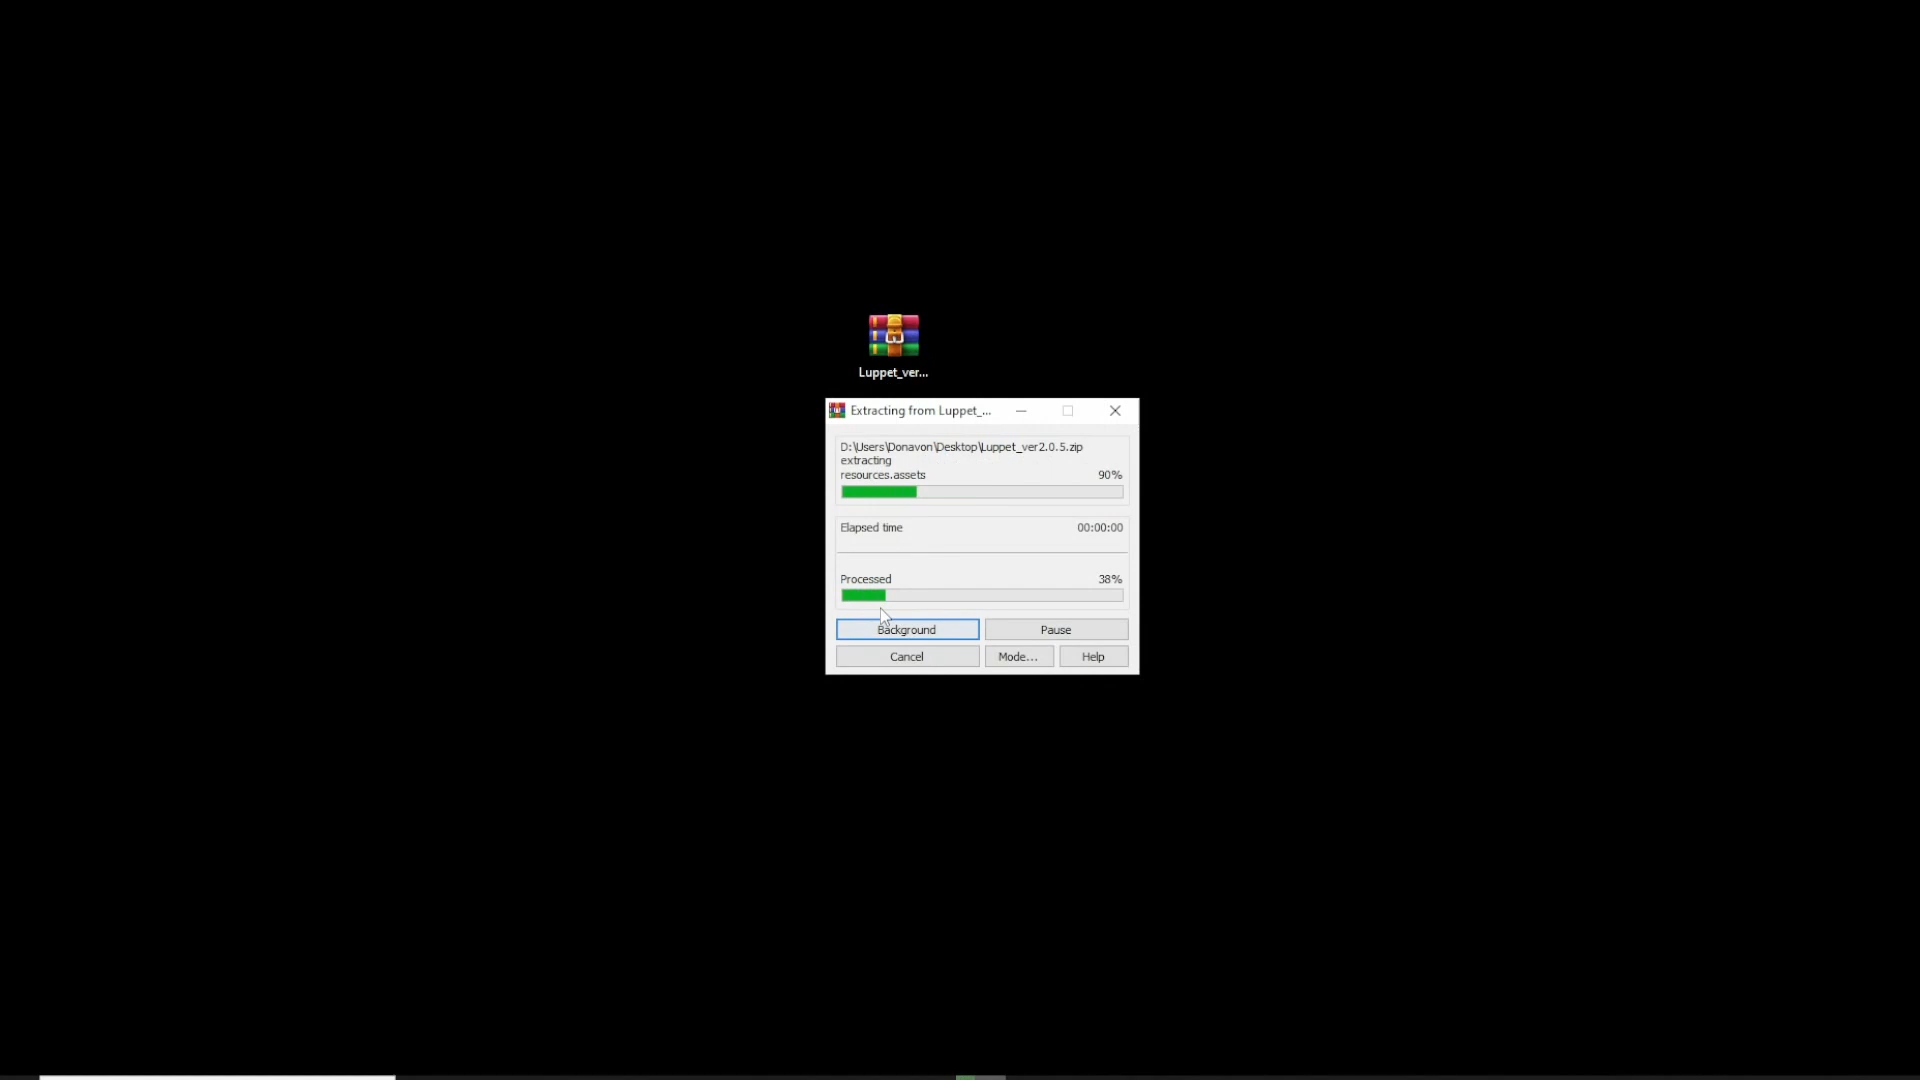 Luppet_ver...
Extracting from Luppet_...
D:\Users\Donavon\Desktop\Luppet_ver2.0.5.zip
extracting
resources.assets 90%
Elapsed time 00:00:00
Processed 38%
Background Pause
Cancel Mode... Help